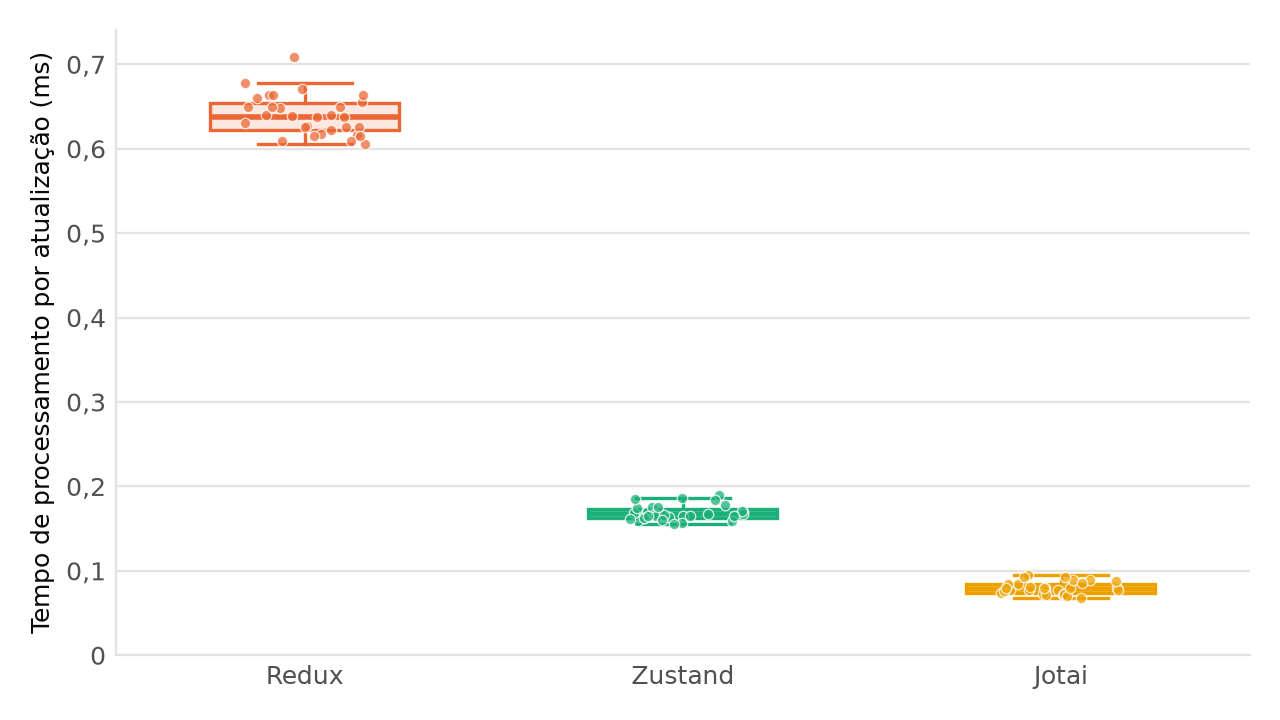 Tempo de processamento por atualização (ms)
0,7
0,6
0,5
0,4
0,3
0,2
0,1
0
Redux
Zustand
Jotai